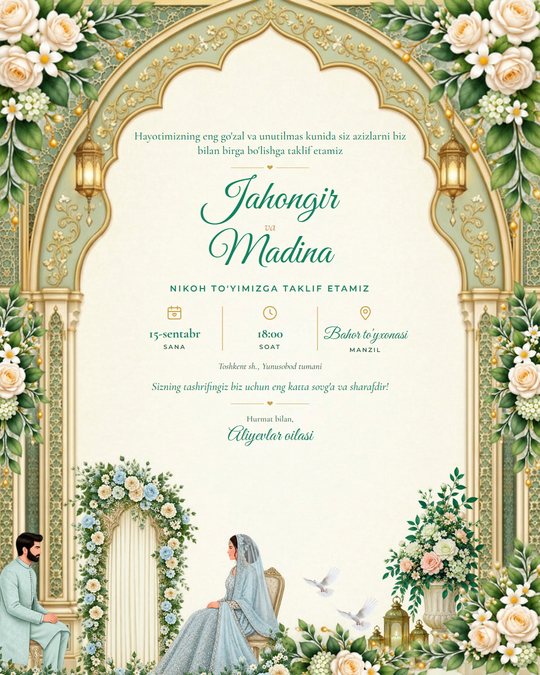 Hayotimizning eng go'zal va unutilmas kunida siz azizlarni biz
bilan birga bo'lishga taklif etamiz
Jahongir
va
Madina
NIKOH TO'YIMIZGA TAKLIF ETAMIZ
15-sentabr
SANA
18:00
SOAT
Bahor to'yxonasi
MANZIL
Toshkent sh., Yunusobod tumani
Sizning tashrifingiz biz uchun eng katta sovg'a va sharafdir!
Hurmat bilan,
Aliyevlar oilasi